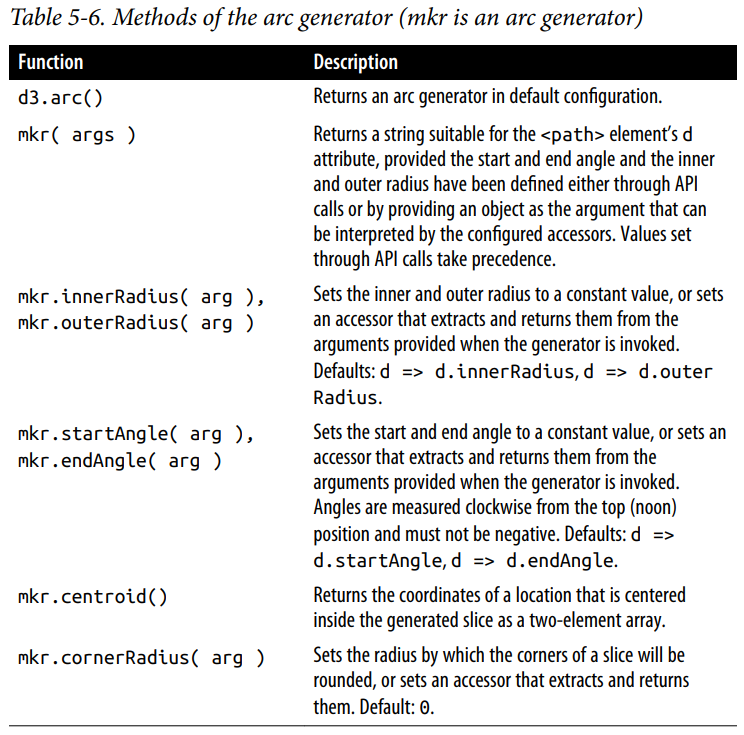 Table 5-6. Methods of the arc generator (mkr is an arc generator)
Function Description
d3.arc() Returns an arc generator in default configuration.
mkr( args ) Returns a string suitable for the <path> element’s d
attribute, provided the start and end angle and the inner
and outer radius have been defined either through API
calls or by providing an object as the argument that can
be interpreted by the configured accessors. Values set
through API calls take precedence.
mkr.innerRadius( arg ), Sets the inner and outer radius to a constant value, or sets
mkr.outerRadius( arg ) an accessor that extracts and returns them from the
arguments provided when the generator is invoked.
Defaults: d => d.innerRadius, d => d.outer
Radius.
mkr.startAngle( arg ), Sets the start and end angle to a constant value, or sets an
mkr.endAngle( arg ) accessor that extracts and returns them from the
arguments provided when the generator is invoked.
Angles are measured clockwise from the top (noon)
position and must not be negative. Defaults: d =>
d.startAngle, d => d.endAngle.
mkr.centroid() Returns the coordinates of a location that is centered
inside the generated slice as a two-element array.
mkr.cornerRadius( arg ) Sets the radius by which the corners of a slice will be
rounded, or sets an accessor that extracts and returns
them. Default: 0.